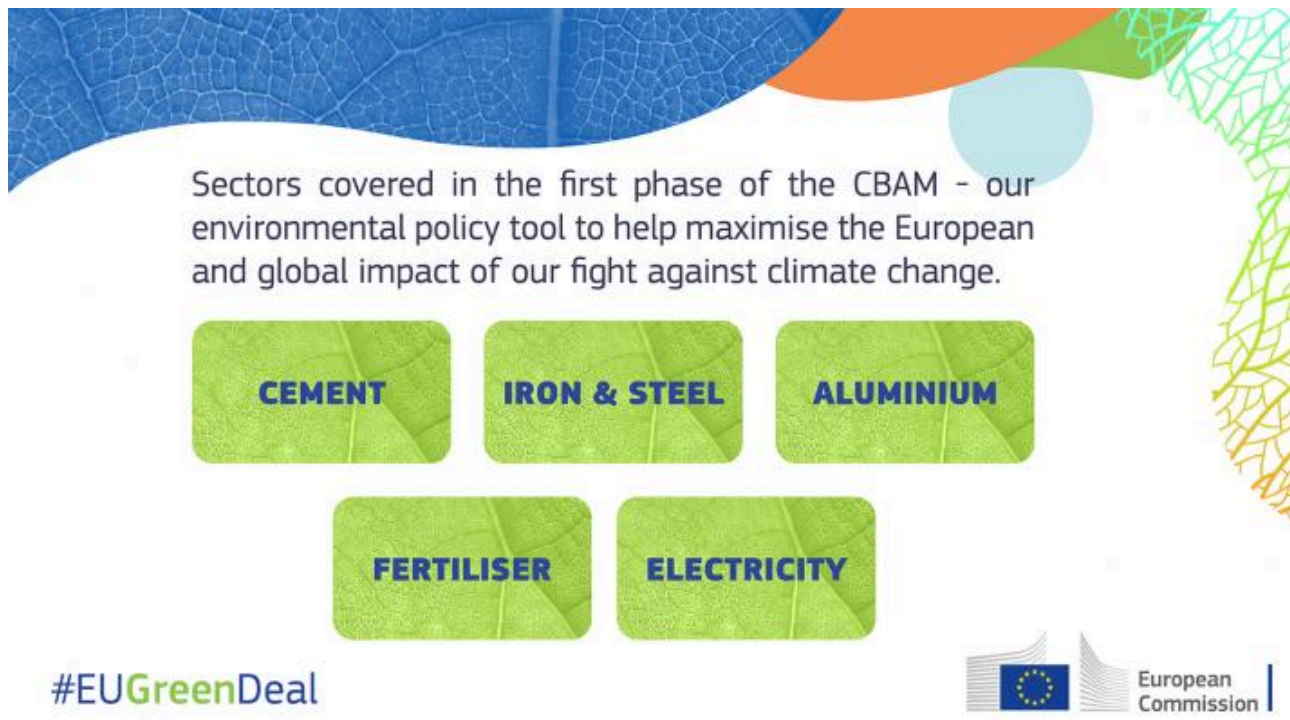 Sectors covered in the first phase of the CBAM - our
environmental policy tool to help maximise the European
and global impact of our fight against climate change.
CEMENT
IRON & STEEL
ALUMINIUM
FERTILISER
ELECTRICITY
#EUGreenDeal
European
Commission